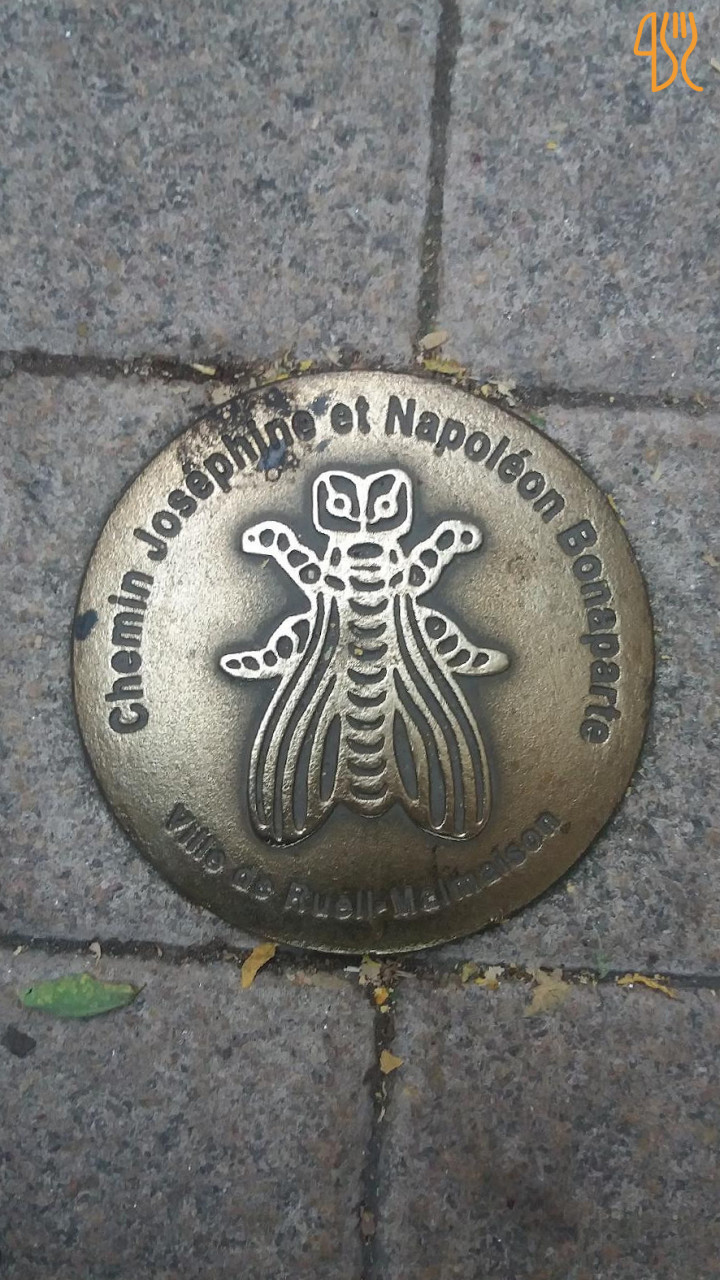 Chemin Joséphine et Napoléon Bonaparte
Ville de Rueil-Malmaison